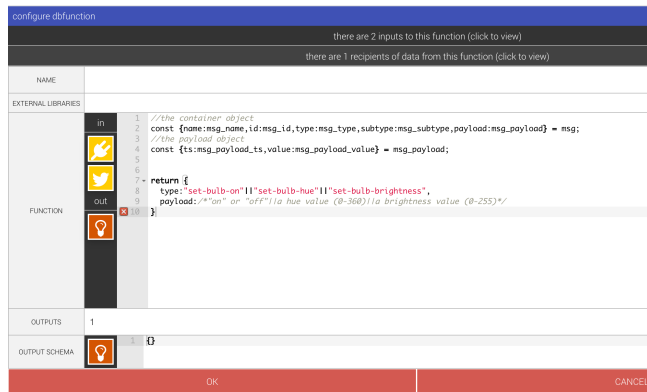 configure dbfunction
there are 2 inputs to this function (click to view)
there are 1 recipients of data from this function (click to view)
NAME
EXTERNAL LIBRARIES
FUNCTION
in
out
1 //the container object
2 const {name:msg_name,id:msg_id,type:msg_type,subtype:msg_subtype,payload:msg_payload} = msg;
3 //the payload object
4 const {ts:msg_payload_ts,value:msg_payload_value} = msg_payload;
5
6
7 return {
8 type:"set-bulb-on"||"set-bulb-hue"||"set-bulb-brightness",
9 payload:/*"on" or "off"||a hue value (0-360)||a brightness value (0-255)*/
10 }
OUTPUTS
1
OUTPUT SCHEMA
1 {}
OK
CANCEL